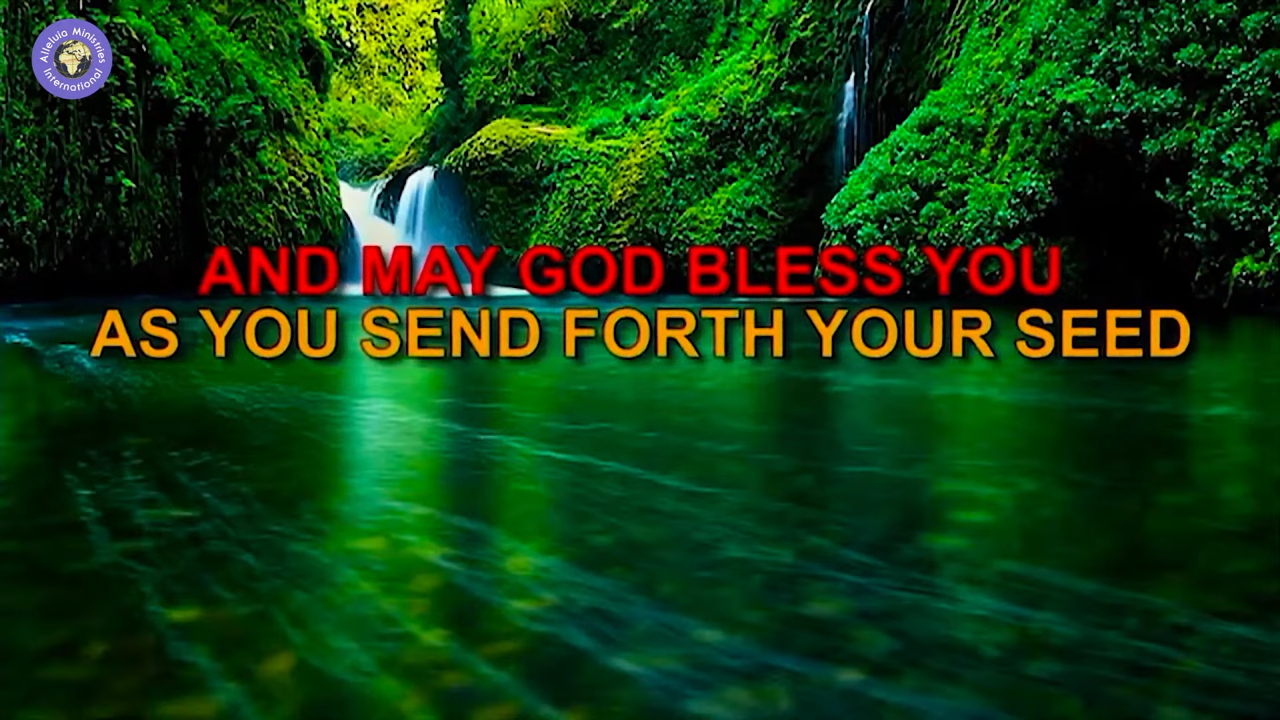 Alleluia Ministries
International
AND MAY GOD BLESS YOU
AS YOU SEND FORTH YOUR SEED